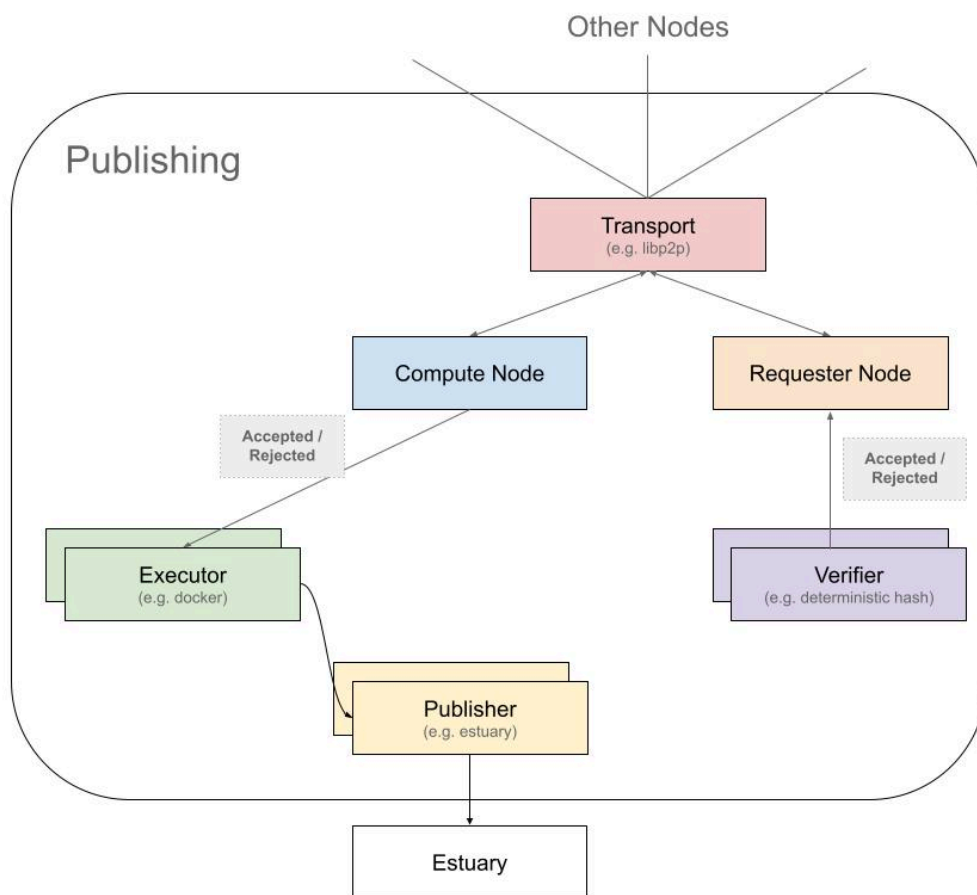 Other Nodes
Publishing
Transport
(e.g. libp2p)
Compute Node
Requester Node
Accepted /
Rejected
Accepted /
Rejected
Executor
(e.g. docker)
Verifier
(e.g. deterministic hash)
Publisher
(e.g. estuary)
Estuary